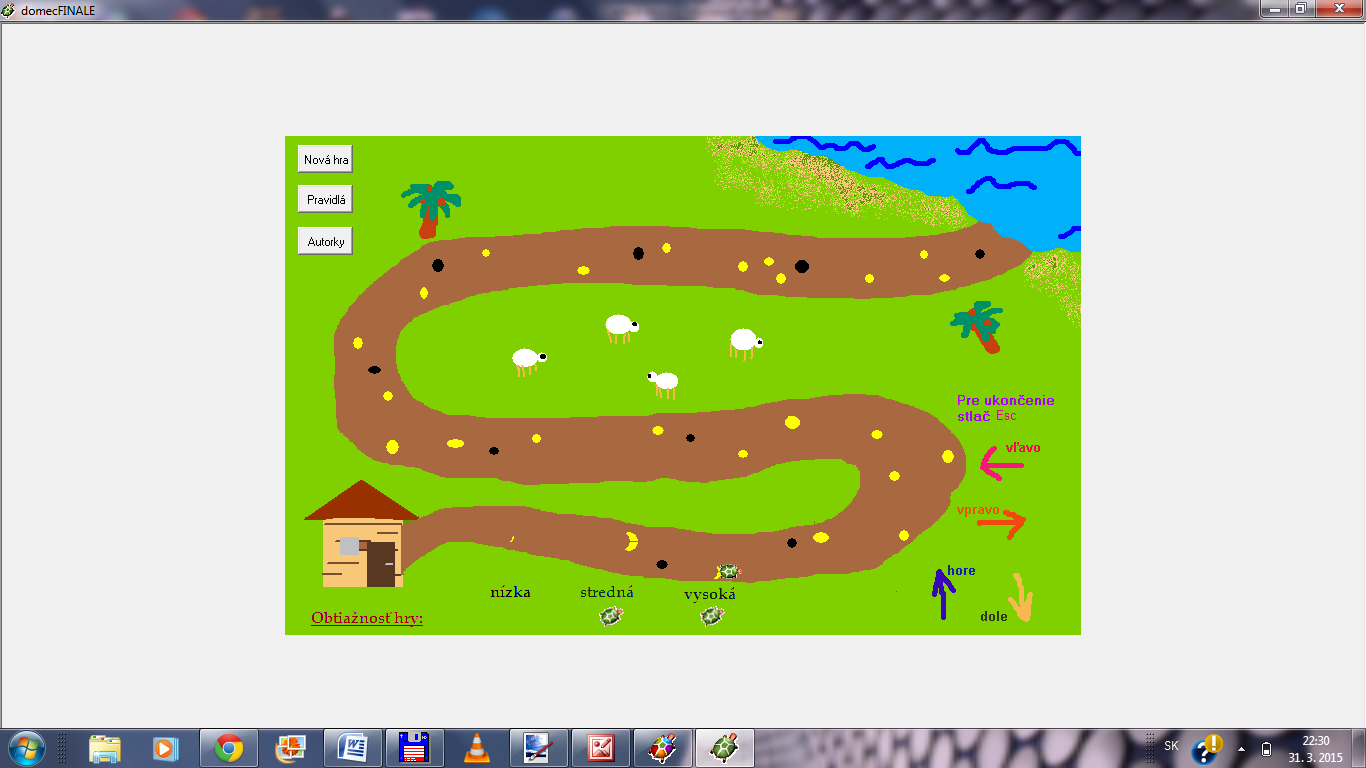 domecFINALE
Nová hra
Pravidlá
Autorky
Pre ukončenie
stlač Esc
vľavo
vpravo
hore
dole
nízka stredná vysoká
Obtiažnosť hry:
SK
22:30
31. 3. 2015